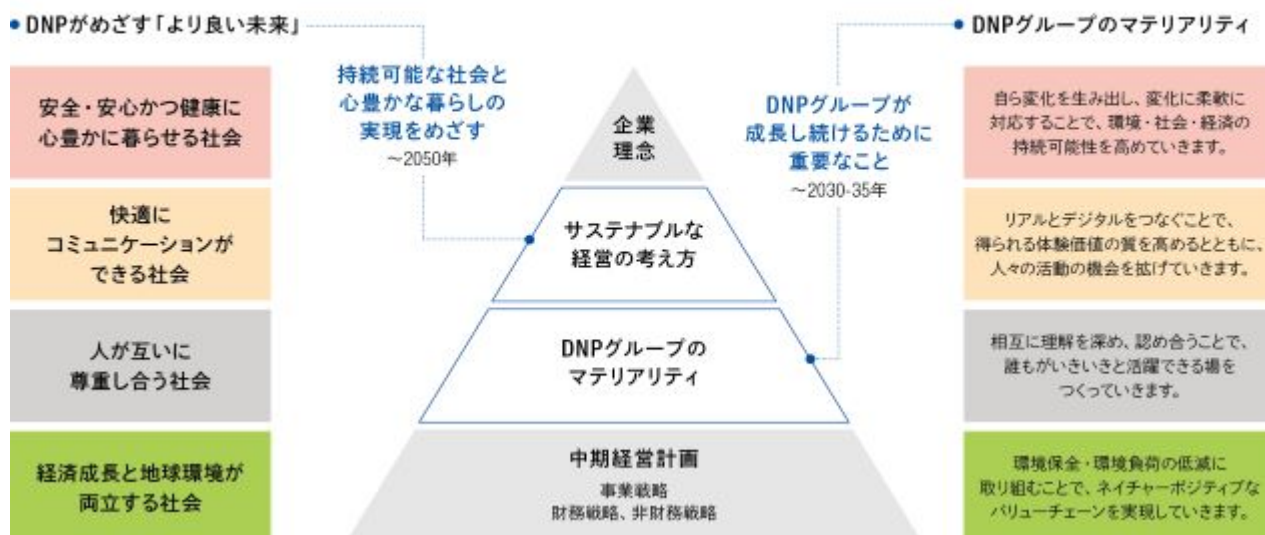 DNPがめざす「より良い未来」
安全・安心かつ健康に
心豊かに暮らせる社会
快適に
コミュニケーションが
できる社会
人が互いに
尊重し合う社会
経済成長と地球環境が
両立する社会
持続可能な社会と
心豊かな暮らしの
実現をめざす
～2050年
企業
理念
サステナブルな
経営の考え方
DNPグループの
マテリアリティ
中期経営計画
事業戦略
財務戦略、非財務戦略
DNPグループが
成長し続けるために
重要なこと
～2030-35年
DNPグループのマテリアリティ
自ら変化を生み出し、変化に柔軟に
対応することで、環境・社会・経済の
持続可能性を高めていきます。
リアルとデジタルをつなぐことで、
得られる体験価値の質を高めるとともに、
人々の活動の機会を拡げていきます。
相互に理解を深め、認め合うことで、
誰もがいきいきと活躍できる場を
つくっていきます。
環境保全・環境負荷の低減に
取り組むことで、ネイチャーポジティブな
バリューチェーンを実現していきます。